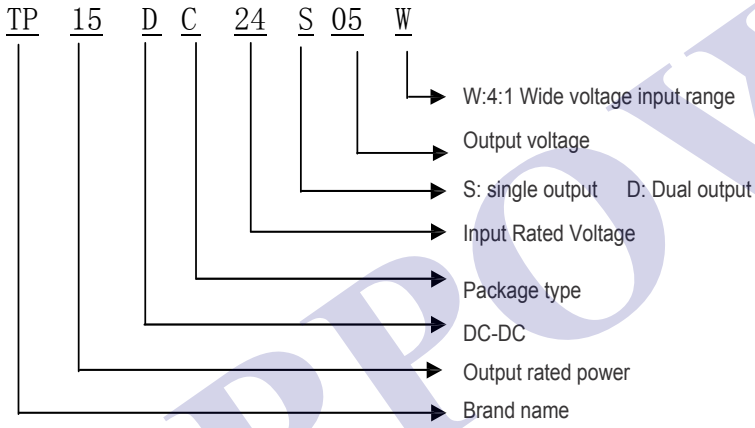 TP 15 D C 24 S 05 W
W:4:1 Wide voltage input range
Output voltage
S: single output D: Dual output
Input Rated Voltage
Package type
DC-DC
Output rated power
Brand name